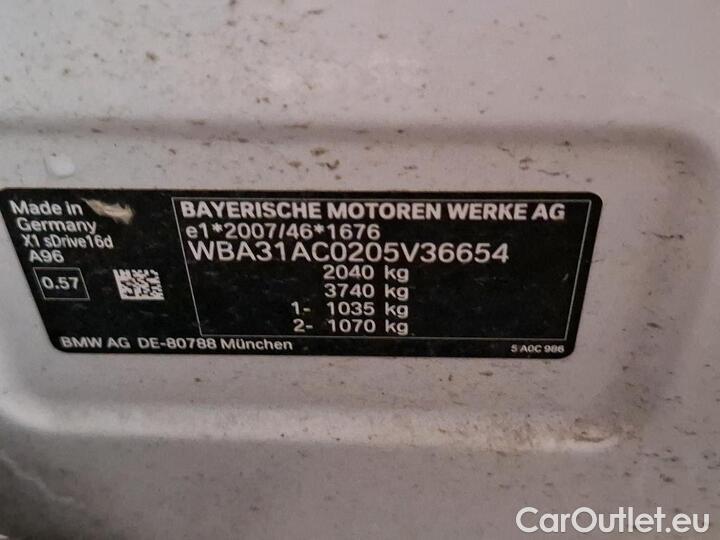 Made in
Germany
X1 sDrive16d
A96
0.57
BAYERISCHE MOTOREN WERKE AG
e1*2007/46*1676
WBA31AC0205V36654
2040 kg
3740 kg
1- 1035 kg
2- 1070 kg
BMW AG DE-80788 München
5 A0C 986
CarOutlet.eu